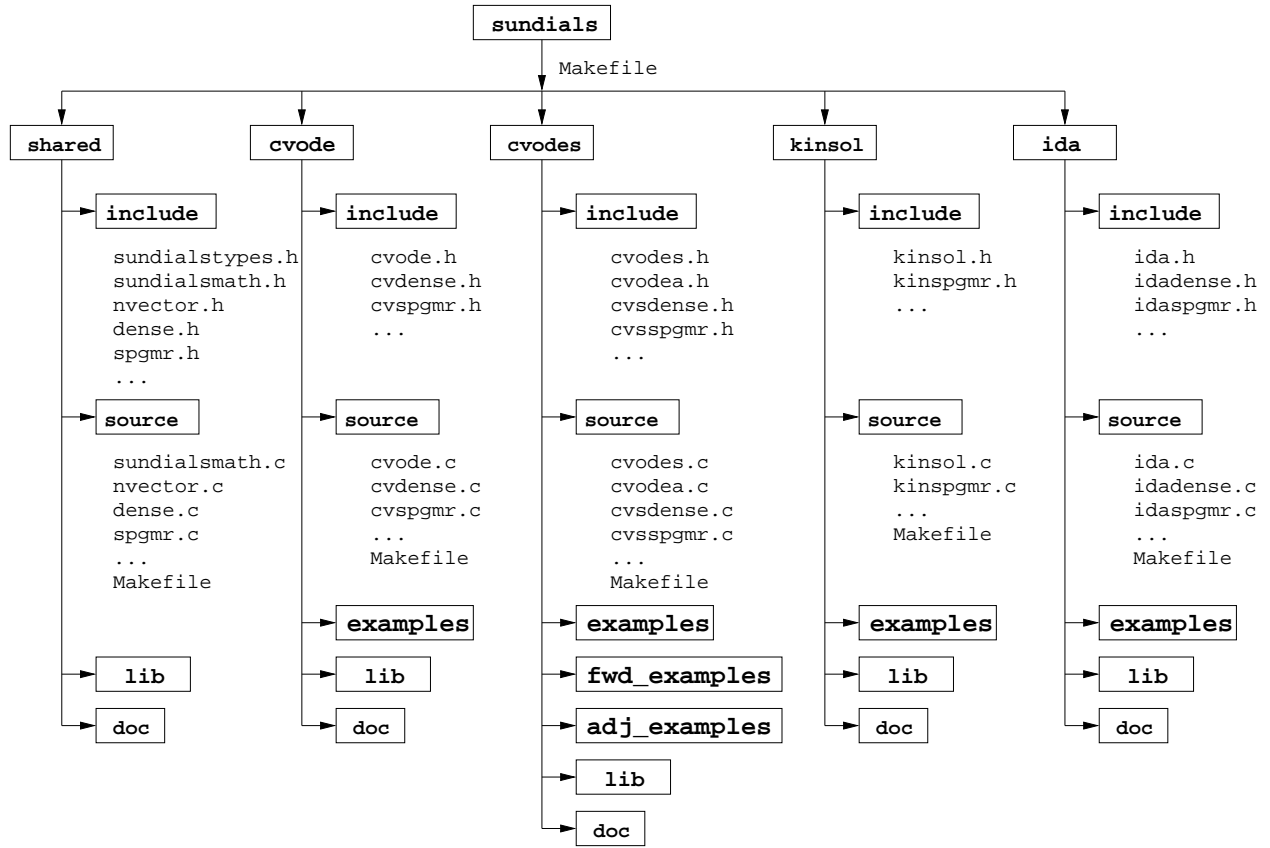 sundials
Makefile
shared
include
sundialstypes.h
sundialsmath.h
nvector.h
dense.h
spgmr.h
...
source
sundialsmath.c
nvector.c
dense.c
spgmr.c
...
Makefile
lib
doc
cvode
include
cvode.h
cvdense.h
cvspgmr.h
...
source
cvode.c
cvdense.c
cvspgmr.c
...
Makefile
examples
lib
doc
cvodes
include
cvodes.h
cvodea.h
cvsdense.h
cvsspgmr.h
...
source
cvodes.c
cvodea.c
cvsdense.c
cvsspgmr.c
...
Makefile
examples
fwd_examples
adj_examples
lib
doc
kinsol
include
kinsol.h
kinspgmr.h
...
source
kinsol.c
kinspgmr.c
...
Makefile
examples
lib
doc
ida
include
ida.h
idadense.h
idaspgmr.h
...
source
ida.c
idadense.c
idaspgmr.c
...
Makefile
examples
lib
doc